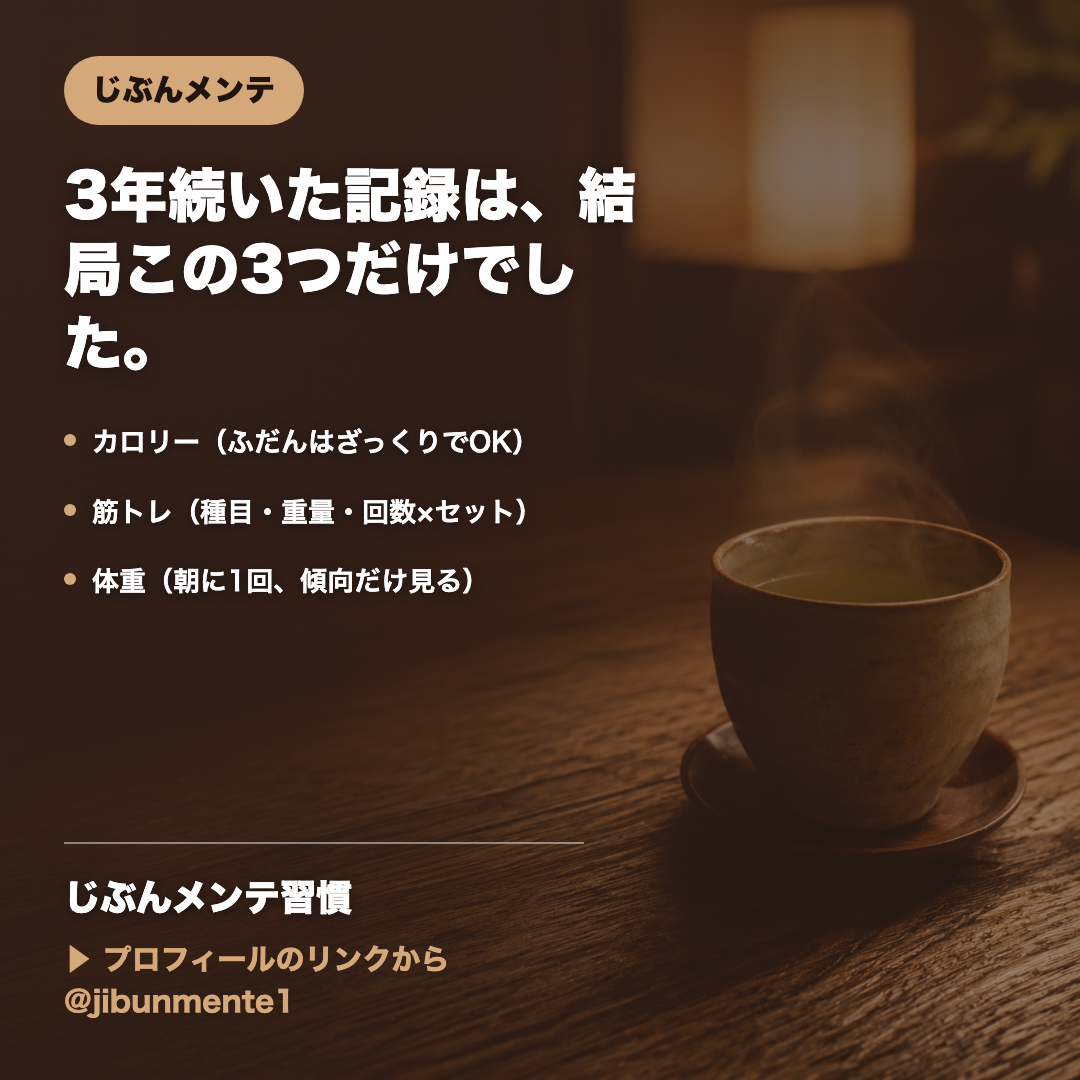 じぶんメンテ
3年続いた記録は、結
局この3つだけでし
た。
• カロリー（ふだんはざっくりでOK）
• 筋トレ（種目・重量・回数×セット）
• 体重（朝に1回、傾向だけ見る）
じぶんメンテ習慣
▶ プロフィールのリンクから
@jibunmente1